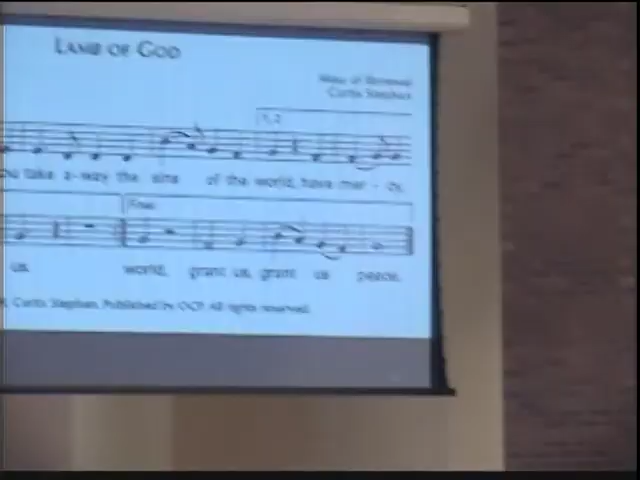 LAMB OF GOD
Mass of Renewal
Curtis Stephan
1, 2
ou take a-way the sins of the world, have mer - cy
Final
us. world, grant us, grant us peace.
Curtis Stephan. Published by OCP. All rights reserved.